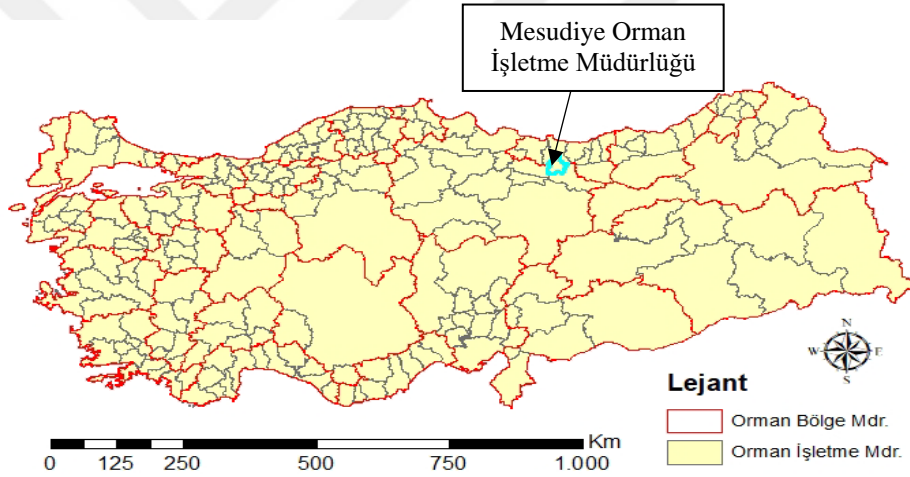 Mesudiye Orman
İşletme Müdürlüğü
N
W E
S
Lejant
Orman Bölge Mdr.
Orman İşletme Mdr.
Km
0 125 250 500 750 1.000